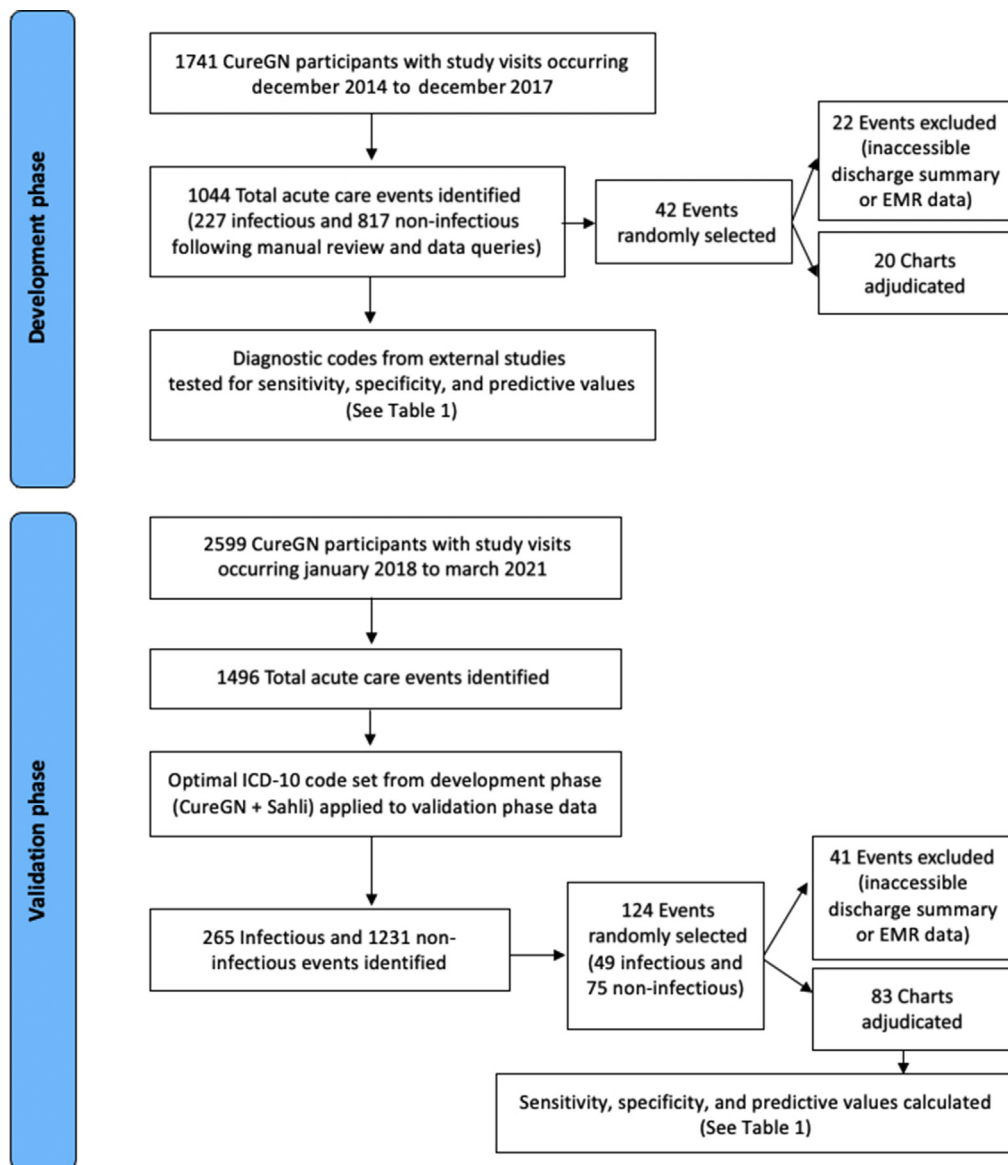 Development phase
1741 CureGN participants with study visits occurring
december 2014 to december 2017
1044 Total acute care events identified
(227 infectious and 817 non-infectious
following manual review and data queries)
42 Events
randomly selected
22 Events excluded
(inaccessible
discharge summary
or EMR data)
20 Charts
adjudicated
Diagnostic codes from external studies
tested for sensitivity, specificity, and predictive values
(See Table 1)
Validation phase
2599 CureGN participants with study visits
occurring january 2018 to march 2021
1496 Total acute care events identified
Optimal ICD-10 code set from development phase
(CureGN + Sahli) applied to validation phase data
265 Infectious and 1231 non-
infectious events identified
124 Events
randomly selected
(49 infectious and
75 non-infectious)
41 Events excluded
(inaccessible
discharge summary
or EMR data)
83 Charts
adjudicated
Sensitivity, specificity, and predictive values calculated
(See Table 1)